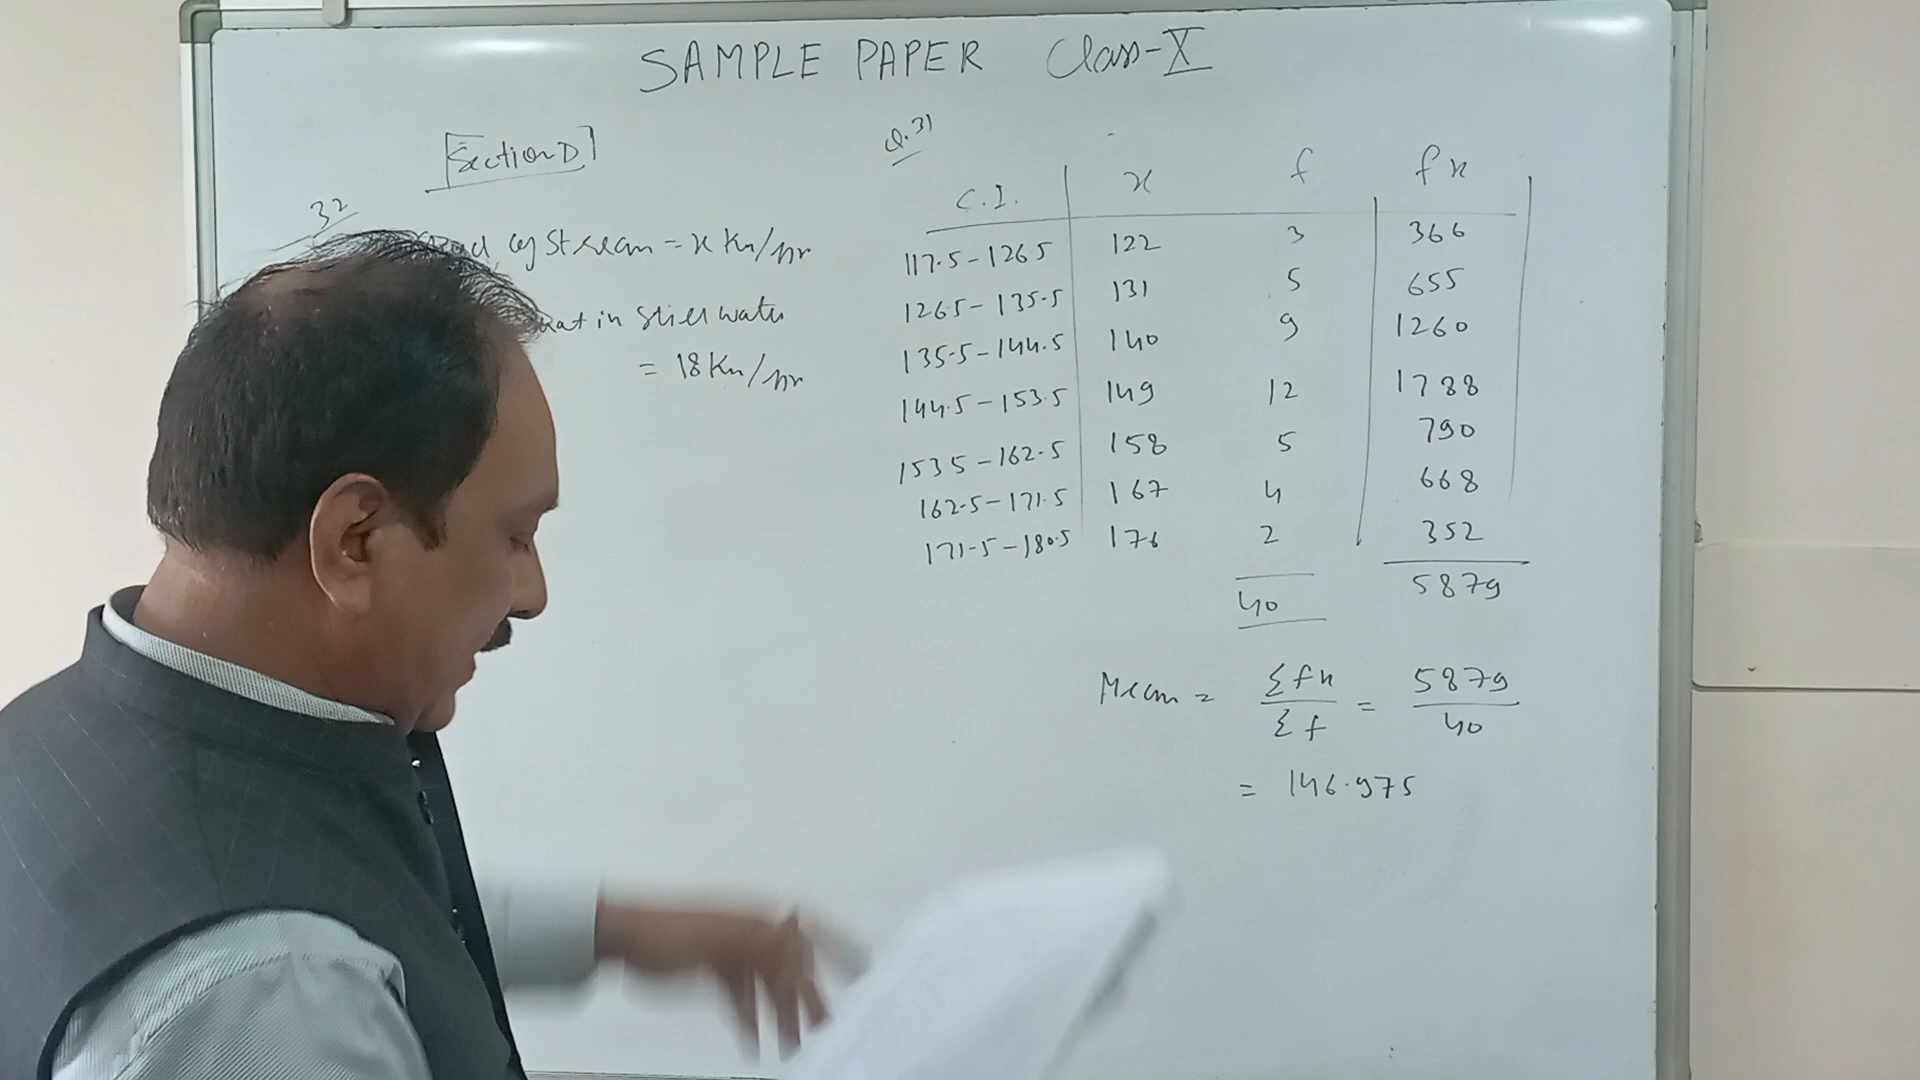 SAMPLE PAPER Class-X
Section D
32
of stream = x Km/hr
in still water
= 18 Km/hr
Q.31
C.I. x f fx
117.5-126.5 122 3 366
126.5-135.5 131 5 655
135.5-144.5 140 9 1260
144.5-153.5 149 12 1788
153.5-162.5 158 5 790
162.5-171.5 167 4 668
171.5-180.5 176 2 352
40 5879
Mean = Σfx / Σf = 5879 / 40
= 146.975